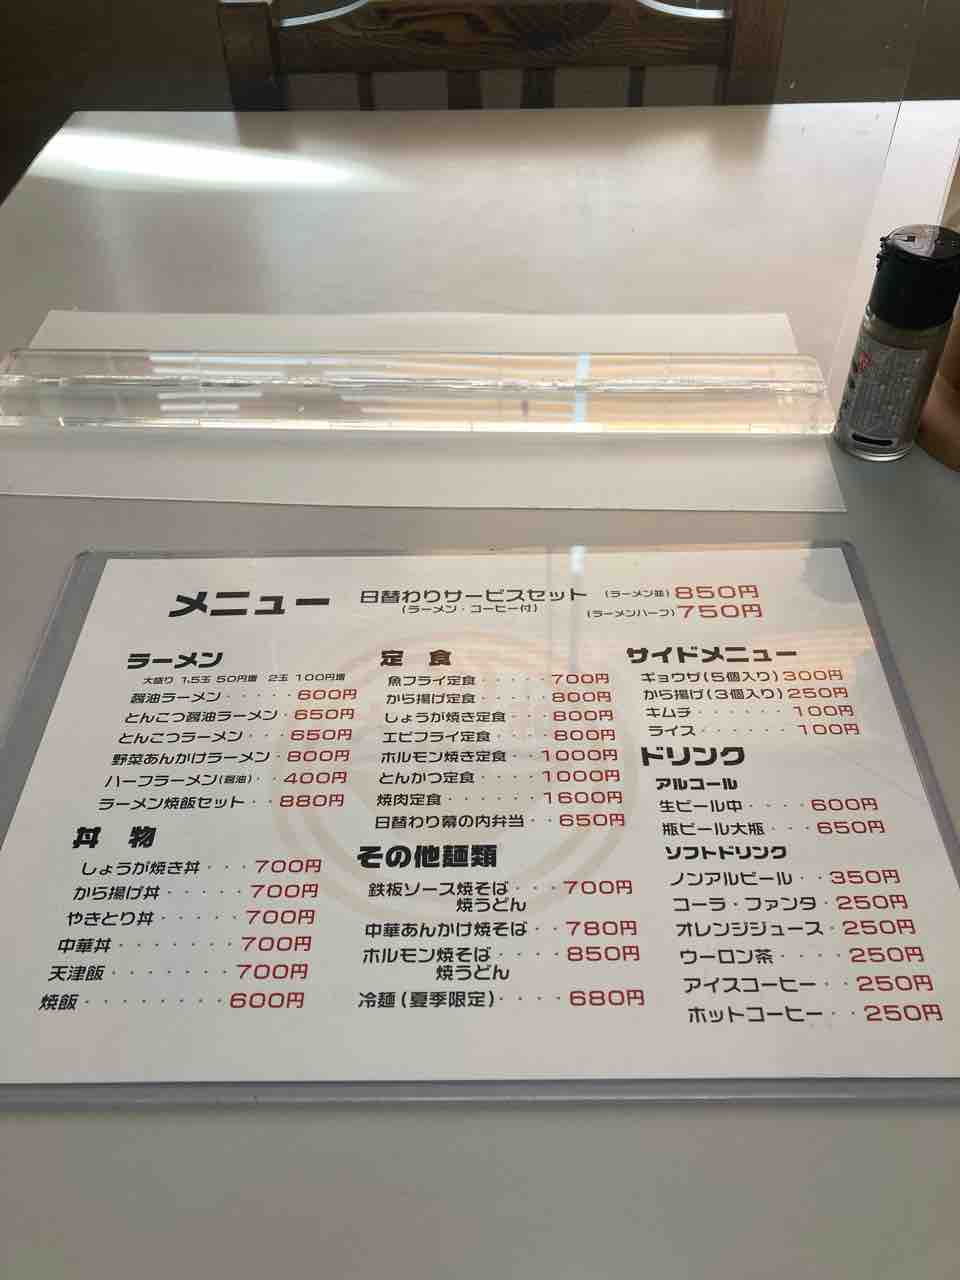 メニュー
日替わりサービスセット (ラーメン並) 850円
(ラーメン・コーヒー付) (ラーメンハーフ) 750円
ラーメン
大盛り 1.5玉 50円増 2玉 100円増
醤油ラーメン・・・・・600円
とんこつ醤油ラーメン・650円
とんこつラーメン・・・650円
野菜あんかけラーメン・800円
ハーフラーメン(醤油)・・400円
ラーメン焼飯セット・・880円
丼 物
しょうが焼き丼・・・700円
から揚げ丼・・・・・700円
やきとり丼・・・・・700円
中華丼・・・・・・・700円
天津飯・・・・・・・700円
焼飯・・・・・・・・600円
定 食
魚フライ定食・・・・・700円
から揚げ定食・・・・・800円
しょうが焼き定食・・・800円
エビフライ定食・・・・800円
ホルモン焼き定食・・・1000円
とんかつ定食・・・・・1000円
焼肉定食・・・・・・・1600円
日替わり幕の内弁当・・650円
その他麺類
鉄板ソース焼そば・・・700円
焼うどん
中華あんかけ焼そば・・780円
ホルモン焼そば・・・・850円
焼うどん
冷麺(夏季限定)・・・・680円
サイドメニュー
ギョウザ(5個入り)300円
から揚げ(3個入り)250円
キムチ・・・・・・100円
ライス・・・・・・100円
ドリンク
アルコール
生ビール中・・・・600円
瓶ビール大瓶・・・650円
ソフトドリンク
ノンアルビール・・350円
コーラ・ファンタ・250円
オレンジジュース・250円
ウーロン茶・・・・250円
アイスコーヒー・・250円
ホットコーヒー・・250円